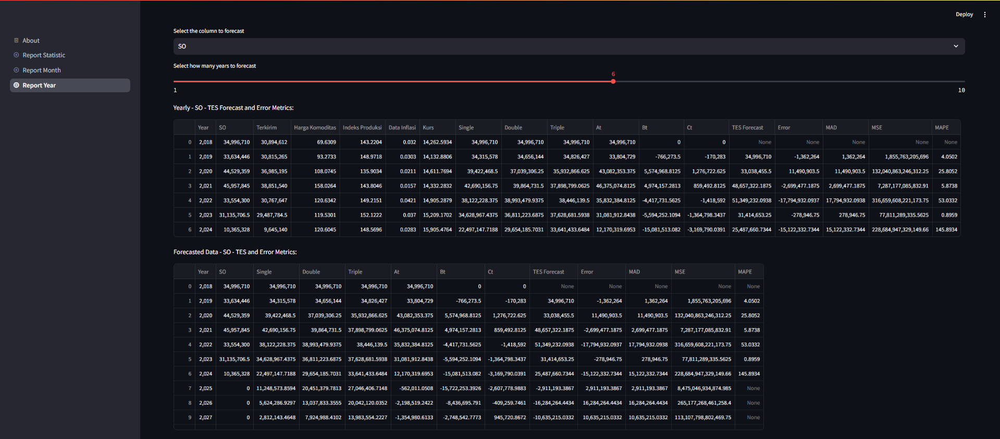 Deploy
About
Report Statistic
Report Month
Report Year
Select the column to forecast
SO
Select how many years to forecast
6
1 10
Yearly - SO - TES Forecast and Error Metrics:
Year SO Terkirim Harga Komoditas Indeks Produksi Data Inflasi Kurs Single Double Triple At Bt Ct TES Forecast Error MAD MSE MAPE
0 2,018 34,996,710 30,894,612 69.6309 143.2204 0.032 14,262.5934 34,996,710 34,996,710 34,996,710 34,996,710 0 0 None None None None None
1 2,019 33,634,446 30,815,265 93.2733 148.9718 0.0303 14,132.8806 34,315,578 34,656,144 34,826,427 33,804,729 -766,273.5 -170,283 34,996,710 -1,362,264 1,362,264 1,855,763,205,696 4.0502
2 2,020 44,529,359 36,985,195 108.0745 135.9034 0.0211 14,611.7694 39,422,468.5 37,039,306.25 35,932,866.625 43,082,353.375 5,574,968.8125 1,276,722.625 33,038,455.5 11,490,903.5 11,490,903.5 132,040,863,246,312.25 25.8052
3 2,021 45,957,845 38,851,540 158.0264 143.8046 0.0157 14,332.2832 42,690,156.75 39,864,731.5 37,898,799.0625 46,375,074.8125 4,974,157.2813 859,492.8125 48,657,322.1875 -2,699,477.1875 2,699,477.1875 7,287,177,085,832.91 5.8738
4 2,022 33,554,300 30,767,647 120.6342 149.2151 0.0421 14,905.2879 38,122,228.375 38,993,479.9375 38,446,139.5 35,832,384.8125 -4,417,731.5625 -1,418,592 51,349,232.0938 -17,794,932.0937 17,794,932.0938 316,659,608,221,173.75 53.0332
5 2,023 31,135,706.5 29,487,784.5 119.5301 152.1222 0.037 15,209.1702 34,628,967.4375 36,811,223.6875 37,628,681.5938 31,081,912.8438 -5,594,252.1094 -1,364,798.3437 31,414,653.25 -278,946.75 278,946.75 77,811,289,335.5625 0.8959
6 2,024 10,365,328 9,645,140 120.6045 148.5696 0.0283 15,905.4764 22,497,147.7188 29,654,185.7031 33,641,433.6484 12,170,319.6953 -15,081,513.082 -3,169,790.0391 25,487,660.7344 -15,122,332.7344 15,122,332.7344 228,684,947,329,149.66 145.8934
Forecasted Data - SO - TES and Error Metrics:
Year SO Single Double Triple At Bt Ct TES Forecast Error MAD MSE MAPE
0 2,018 34,996,710 34,996,710 34,996,710 34,996,710 34,996,710 0 0 None None None None None
1 2,019 33,634,446 34,315,578 34,656,144 34,826,427 33,804,729 -766,273.5 -170,283 34,996,710 -1,362,264 1,362,264 1,855,763,205,696 4.0502
2 2,020 44,529,359 39,422,468.5 37,039,306.25 35,932,866.625 43,082,353.375 5,574,968.8125 1,276,722.625 33,038,455.5 11,490,903.5 11,490,903.5 132,040,863,246,312.25 25.8052
3 2,021 45,957,845 42,690,156.75 39,864,731.5 37,898,799.0625 46,375,074.8125 4,974,157.2813 859,492.8125 48,657,322.1875 -2,699,477.1875 2,699,477.1875 7,287,177,085,832.91 5.8738
4 2,022 33,554,300 38,122,228.375 38,993,479.9375 38,446,139.5 35,832,384.8125 -4,417,731.5625 -1,418,592 51,349,232.0938 -17,794,932.0937 17,794,932.0938 316,659,608,221,173.75 53.0332
5 2,023 31,135,706.5 34,628,967.4375 36,811,223.6875 37,628,681.5938 31,081,912.8438 -5,594,252.1094 -1,364,798.3437 31,414,653.25 -278,946.75 278,946.75 77,811,289,335.5625 0.8959
6 2,024 10,365,328 22,497,147.7188 29,654,185.7031 33,641,433.6484 12,170,319.6953 -15,081,513.082 -3,169,790.0391 25,487,660.7344 -15,122,332.7344 15,122,332.7344 228,684,947,329,149.66 145.8934
7 2,025 0 11,248,573.8594 20,451,379.7813 27,046,406.7148 -562,011.0508 -15,722,253.3926 -2,607,778.9883 -2,911,193.3867 2,911,193.3867 2,911,193.3867 8,475,046,934,874.985 None
8 2,026 0 5,624,286.9297 13,037,833.3555 20,042,120.0352 -2,198,519.2422 -8,436,695.791 -409,259.7461 -16,284,264.4434 16,284,264.4434 16,284,264.4434 265,177,268,461,258.4 None
9 2,027 0 2,812,143.4648 7,924,988.4102 13,983,554.2227 -1,354,980.6133 -2,748,542.7773 945,720.8672 -10,635,215.0332 10,635,215.0332 10,635,215.0332 113,107,798,802,469.75 None